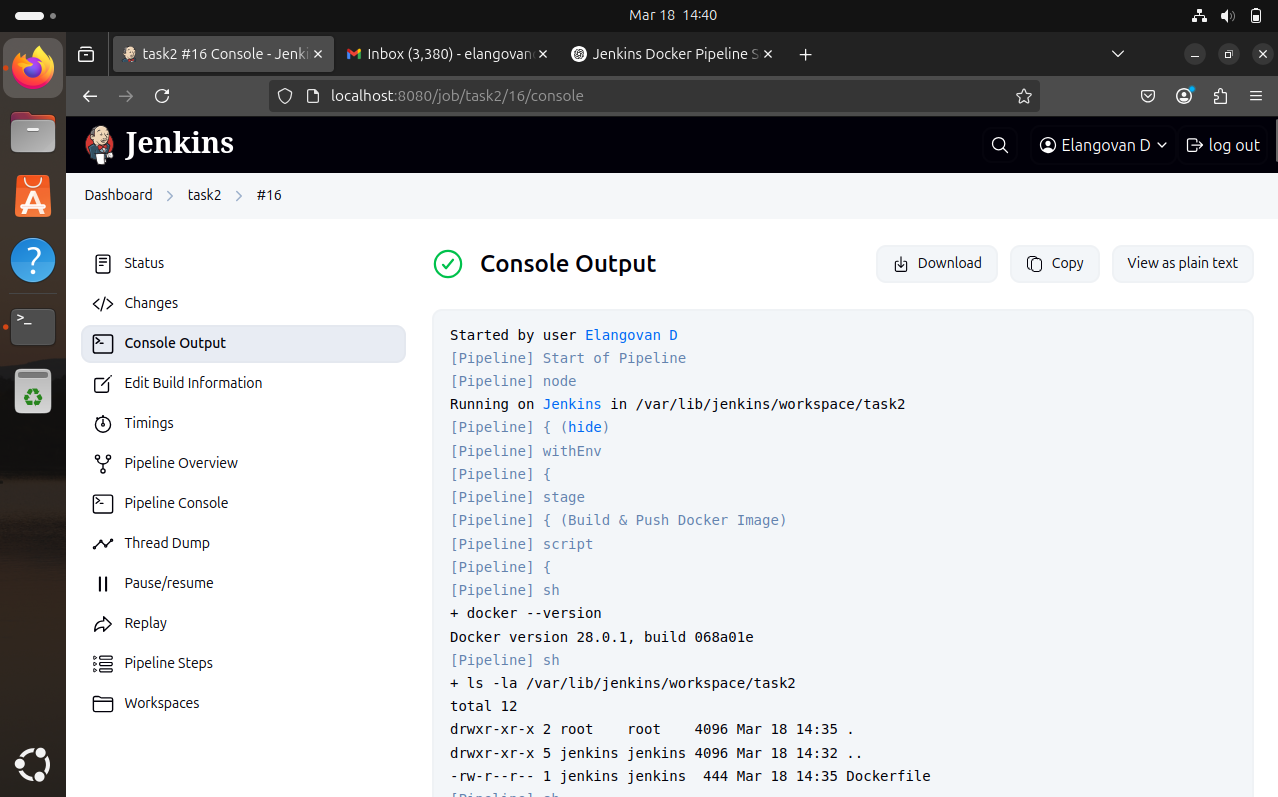 Mar 18 14:40
task2 #16 Console - Jenki
Inbox (3,380) - elangovan
Jenkins Docker Pipeline S
localhost:8080/job/task2/16/console
Jenkins
Elangovan D
log out
Dashboard
task2
#16
Status
Changes
Console Output
Edit Build Information
Timings
Pipeline Overview
Pipeline Console
Thread Dump
Pause/resume
Replay
Pipeline Steps
Workspaces
Console Output
Download
Copy
View as plain text
Started by user Elangovan D
[Pipeline] Start of Pipeline
[Pipeline] node
Running on Jenkins in /var/lib/jenkins/workspace/task2
[Pipeline] { (hide)
[Pipeline] withEnv
[Pipeline] {
[Pipeline] stage
[Pipeline] { (Build & Push Docker Image)
[Pipeline] script
[Pipeline] {
[Pipeline] sh
+ docker --version
Docker version 28.0.1, build 068a01e
[Pipeline] sh
+ ls -la /var/lib/jenkins/workspace/task2
total 12
drwxr-xr-x 2 root    root    4096 Mar 18 14:35 .
drwxr-xr-x 5 jenkins jenkins 4096 Mar 18 14:32 ..
-rw-r--r-- 1 jenkins jenkins  444 Mar 18 14:35 Dockerfile
[Pipeline] sh